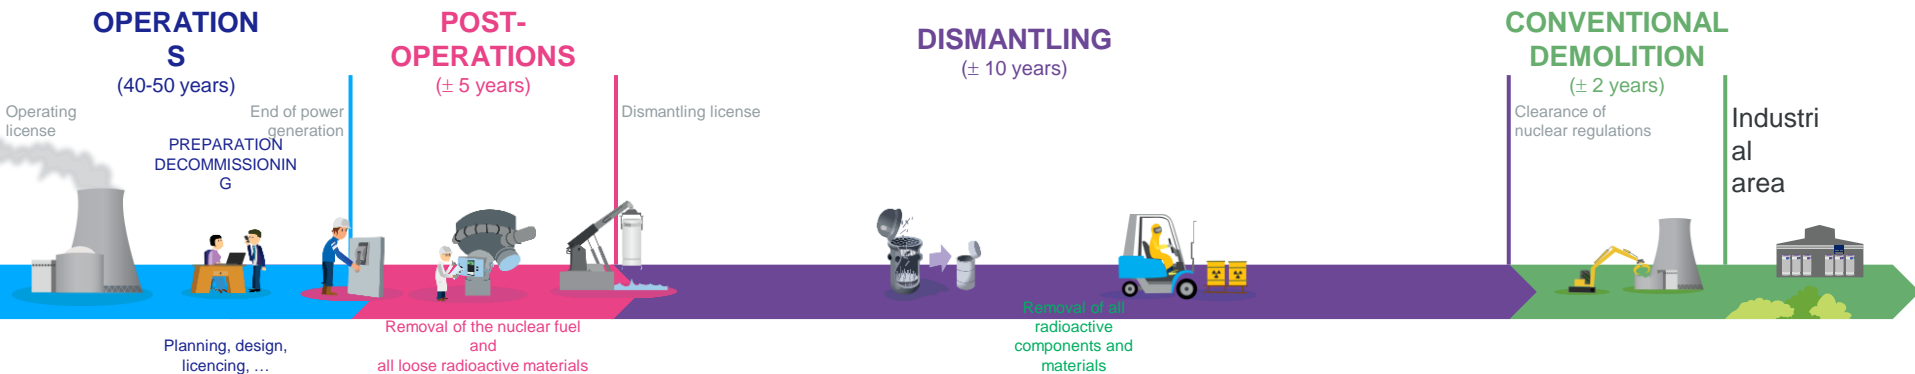 OPERATION
S
(40-50 years)
Operating
license
End of power
generation
PREPARATION
DECOMMISSIONIN
G
Planning, design,
licencing, …
POST-
OPERATIONS
(± 5 years)
Removal of the nuclear fuel
and
all loose radioactive materials
DISMANTLING
(± 10 years)
Dismantling license
Removal of all
radioactive
components and
materials
CONVENTIONAL
DEMOLITION
(± 2 years)
Clearance of
nuclear regulations
Industri
al
area